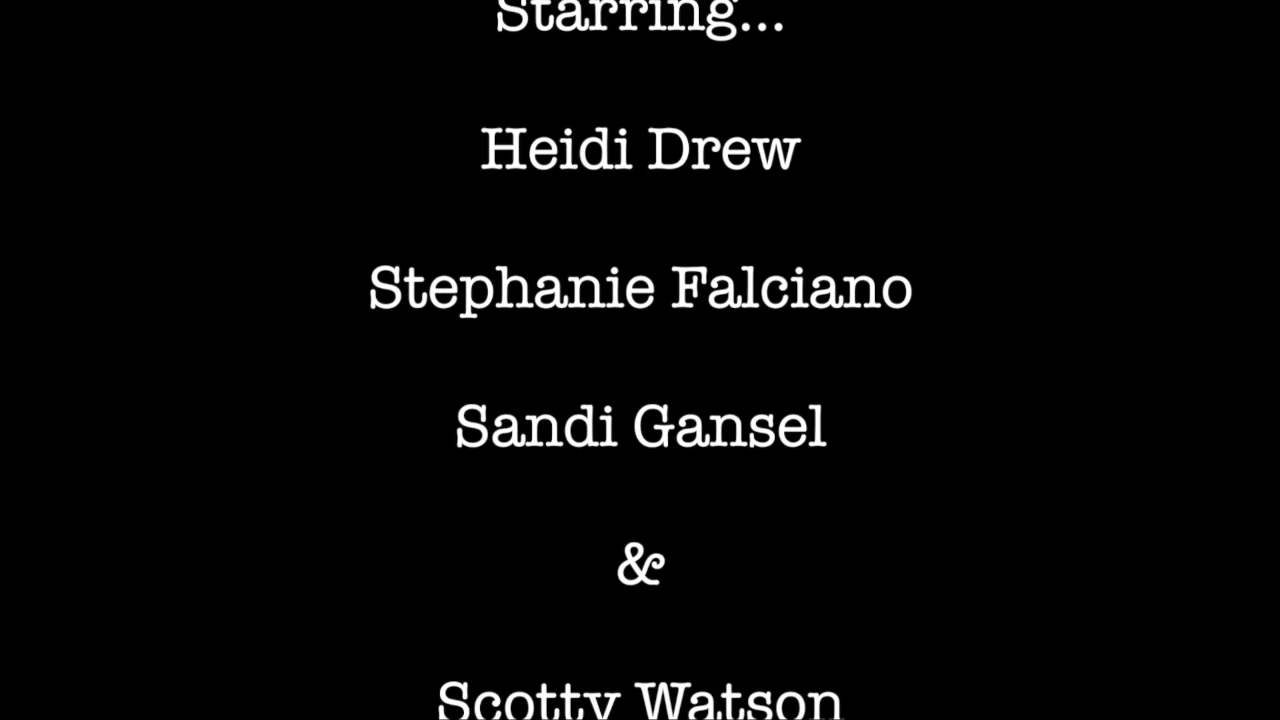 Starring...
Heidi Drew
Stephanie Falciano
Sandi Gansel
&
Scotty Watson